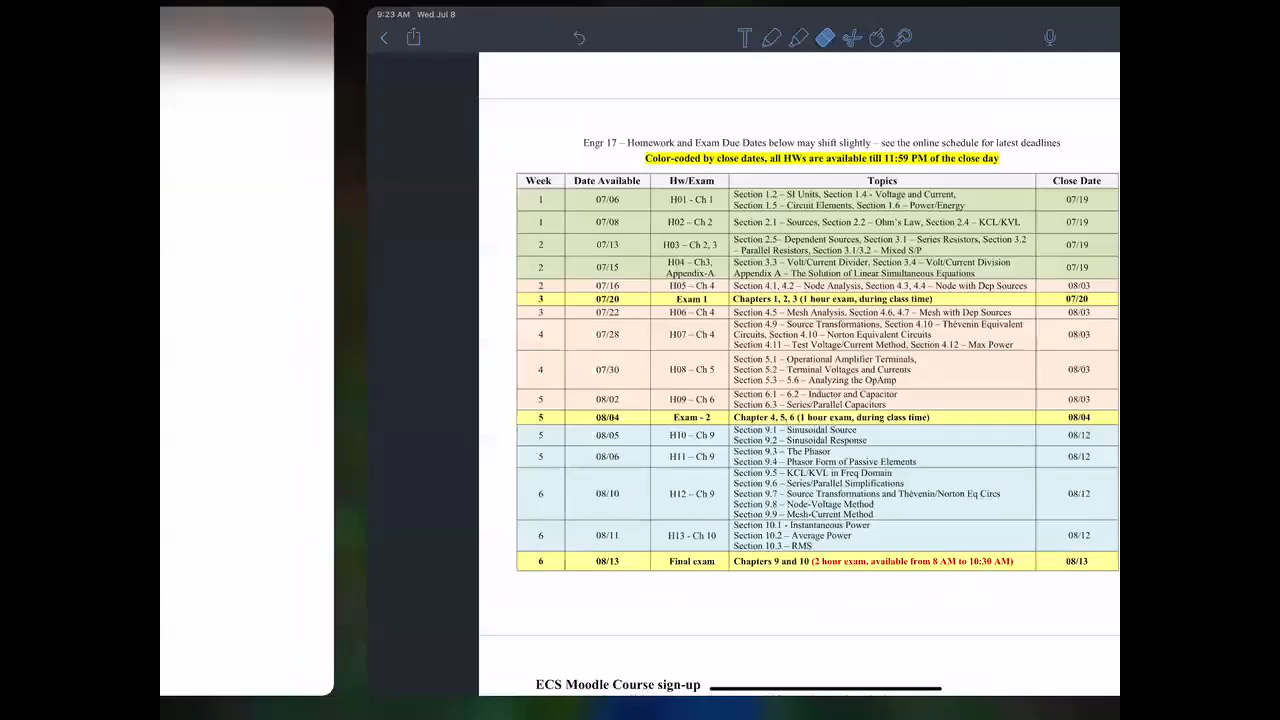 9:23 AM Wed Jul 8
Engr 17 – Homework and Exam Due Dates below may shift slightly – see the online schedule for latest deadlines
Color-coded by close dates, all HWs are available till 11:59 PM of the close day
Week Date Available Hw/Exam Topics Close Date
1 07/06 H01 - Ch 1 Section 1.2 – SI Units, Section 1.4 - Voltage and Current, 07/19
Section 1.5 – Circuit Elements, Section 1.6 – Power/Energy
1 07/08 H02 – Ch 2 Section 2.1 – Sources, Section 2.2 – Ohm's Law, Section 2.4 – KCL/KVL 07/19
2 07/13 H03 – Ch 2, 3 Section 2.5– Dependent Sources, Section 3.1 – Series Resistors, Section 3.2 07/19
– Parallel Resistors, Section 3.1/3.2 – Mixed S/P
2 07/15 H04 – Ch3, Section 3.3 – Volt/Current Divider, Section 3.4 – Volt/Current Division 07/19
Appendix-A Appendix A – The Solution of Linear Simultaneous Equations
2 07/16 H05 – Ch 4 Section 4.1, 4.2 – Node Analysis, Section 4.3, 4.4 – Node with Dep Sources 08/03
3 07/20 Exam 1 Chapters 1, 2, 3 (1 hour exam, during class time) 07/20
3 07/22 H06 – Ch 4 Section 4.5 – Mesh Analysis, Section 4.6, 4.7 – Mesh with Dep Sources 08/03
4 07/28 H07 – Ch 4 Section 4.9 – Source Transformations, Section 4.10 – Thévenin Equivalent 08/03
Circuits, Section 4.10 – Norton Equivalent Circuits
Section 4.11 – Test Voltage/Current Method, Section 4.12 – Max Power
4 07/30 H08 – Ch 5 Section 5.1 – Operational Amplifier Terminals, 08/03
Section 5.2 – Terminal Voltages and Currents
Section 5.3 – 5.6 – Analyzing the OpAmp
5 08/02 H09 – Ch 6 Section 6.1 – 6.2 – Inductor and Capacitor 08/03
Section 6.3 – Series/Parallel Capacitors
5 08/04 Exam - 2 Chapter 4, 5, 6 (1 hour exam, during class time) 08/04
5 08/05 H10 – Ch 9 Section 9.1 – Sinusoidal Source 08/12
Section 9.2 – Sinusoidal Response
5 08/06 H11 – Ch 9 Section 9.3 – The Phasor 08/12
Section 9.4 – Phasor Form of Passive Elements
6 08/10 H12 – Ch 9 Section 9.5 – KCL/KVL in Freq Domain 08/12
Section 9.6 – Series/Parallel Simplifications
Section 9.7 – Source Transformations and Thévenin/Norton Eq Circs
Section 9.8 – Node-Voltage Method
Section 9.9 – Mesh-Current Method
6 08/11 H13 - Ch 10 Section 10.1 - Instantaneous Power 08/12
Section 10.2 – Average Power
Section 10.3 – RMS
6 08/13 Final exam Chapters 9 and 10 (2 hour exam, available from 8 AM to 10:30 AM) 08/13
ECS Moodle Course sign-up